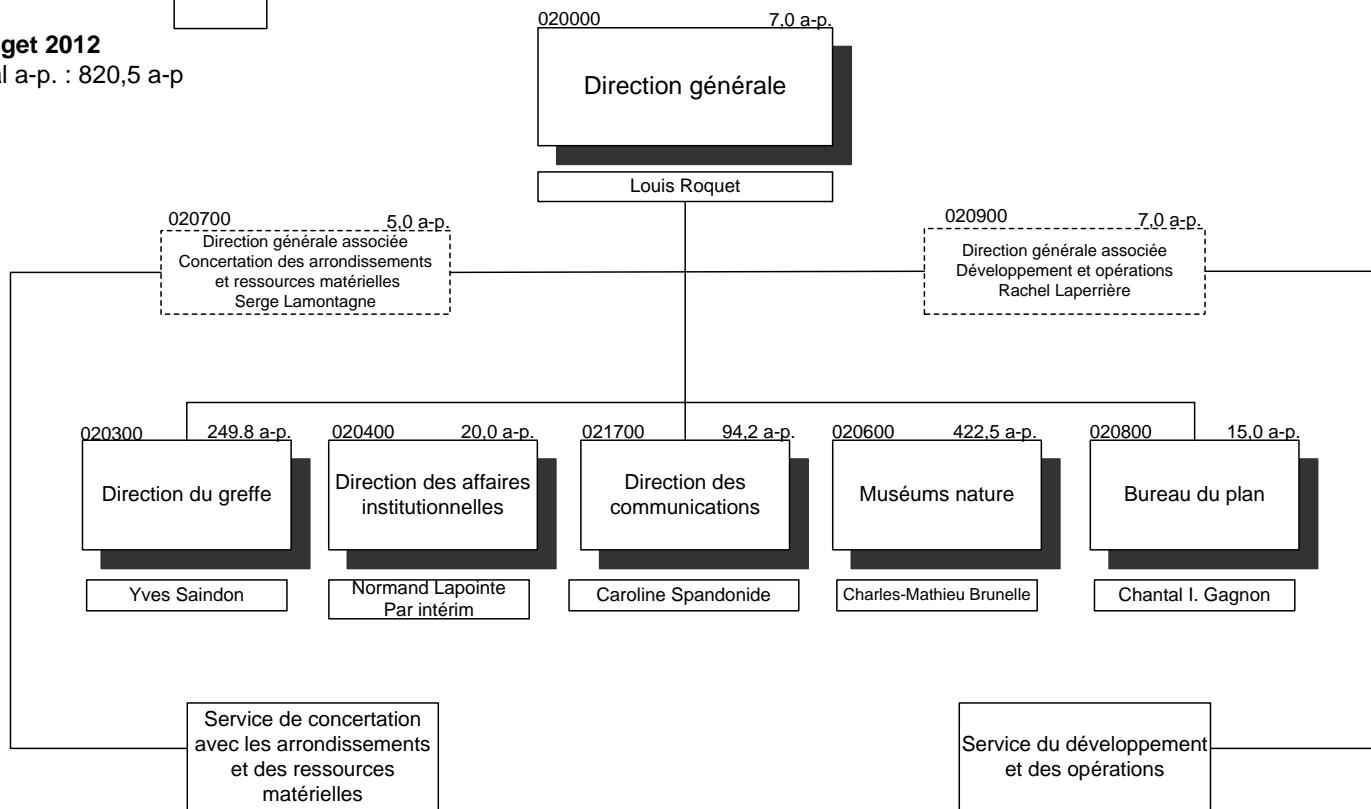 get 2012
al a-p. : 820,5 a-p
020000 7,0 a-p.
Direction générale
Louis Roquet
020700 5,0 a-p.
Direction générale associée
Concertation des arrondissements
et ressources matérielles
Serge Lamontagne
020900 7,0 a-p.
Direction générale associée
Développement et opérations
Rachel Laperrière
020300 249.8 a-p.
Direction du greffe
Yves Saindon
020400 20,0 a-p.
Direction des affaires
institutionnelles
Normand Lapointe
Par intérim
021700 94,2 a-p.
Direction des
communications
Caroline Spandonide
020600 422,5 a-p.
Muséums nature
Charles-Mathieu Brunelle
020800 15,0 a-p.
Bureau du plan
Chantal I. Gagnon
Service de concertation
avec les arrondissements
et des ressources
matérielles
Service du développement
et des opérations